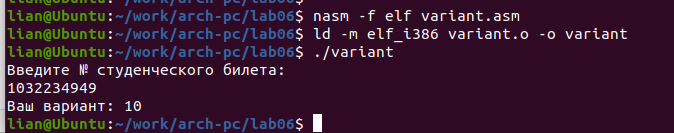 lian@Ubuntu:~/work/arch-pc/lab06$ nasm -f elf variant.asm
lian@Ubuntu:~/work/arch-pc/lab06$ ld -m elf_i386 variant.o -o variant
lian@Ubuntu:~/work/arch-pc/lab06$ ./variant
Введите № студенческого билета:
1032234949
Ваш вариант: 10
lian@Ubuntu:~/work/arch-pc/lab06$